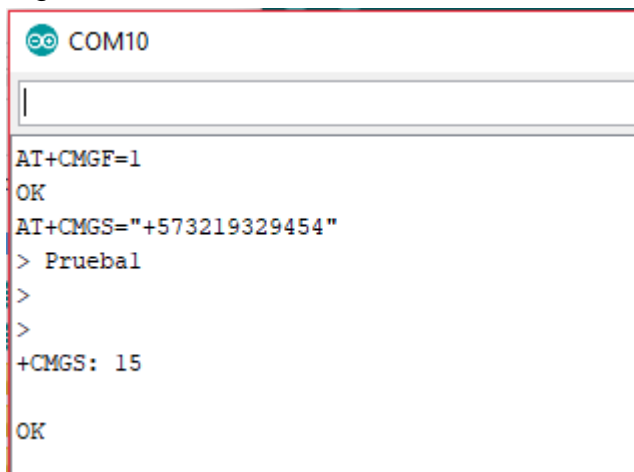 COM10
AT+CMGF=1
OK
AT+CMGS="+573219329454"
> Prueba1
>
>
+CMGS: 15
OK